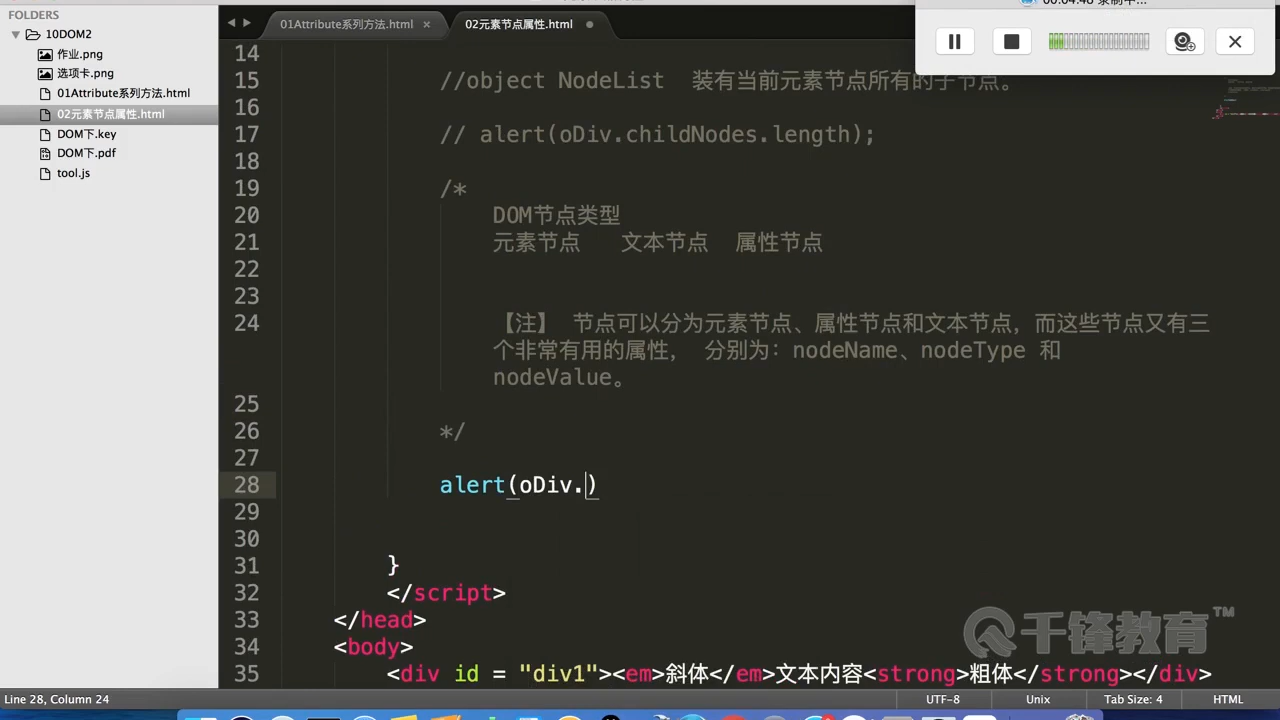 FOLDERS
10DOM2
作业.png
选项卡.png
01Attribute系列方法.html
02元素节点属性.html
DOM下.key
DOM下.pdf
tool.js
01Attribute系列方法.html ×
02元素节点属性.html
14
15 //object NodeList 装有当前元素节点所有的子节点。
16
17 // alert(oDiv.childNodes.length);
18
19 /*
20 DOM节点类型
21 元素节点 文本节点 属性节点
22
23
24 【注】 节点可以分为元素节点、属性节点和文本节点，而这些节点又有三
个非常有用的属性， 分别为：nodeName、nodeType 和
nodeValue。
25
26 */
27
28 alert(oDiv.)
29
30
31 }
32 </script>
33 </head>
34 <body>
35 <div id = "div1"><em>斜体</em>文本内容<strong>粗体</strong></div>
千锋教育™
Line 28, Column 24
UTF-8
Unix
Tab Size: 4
HTML